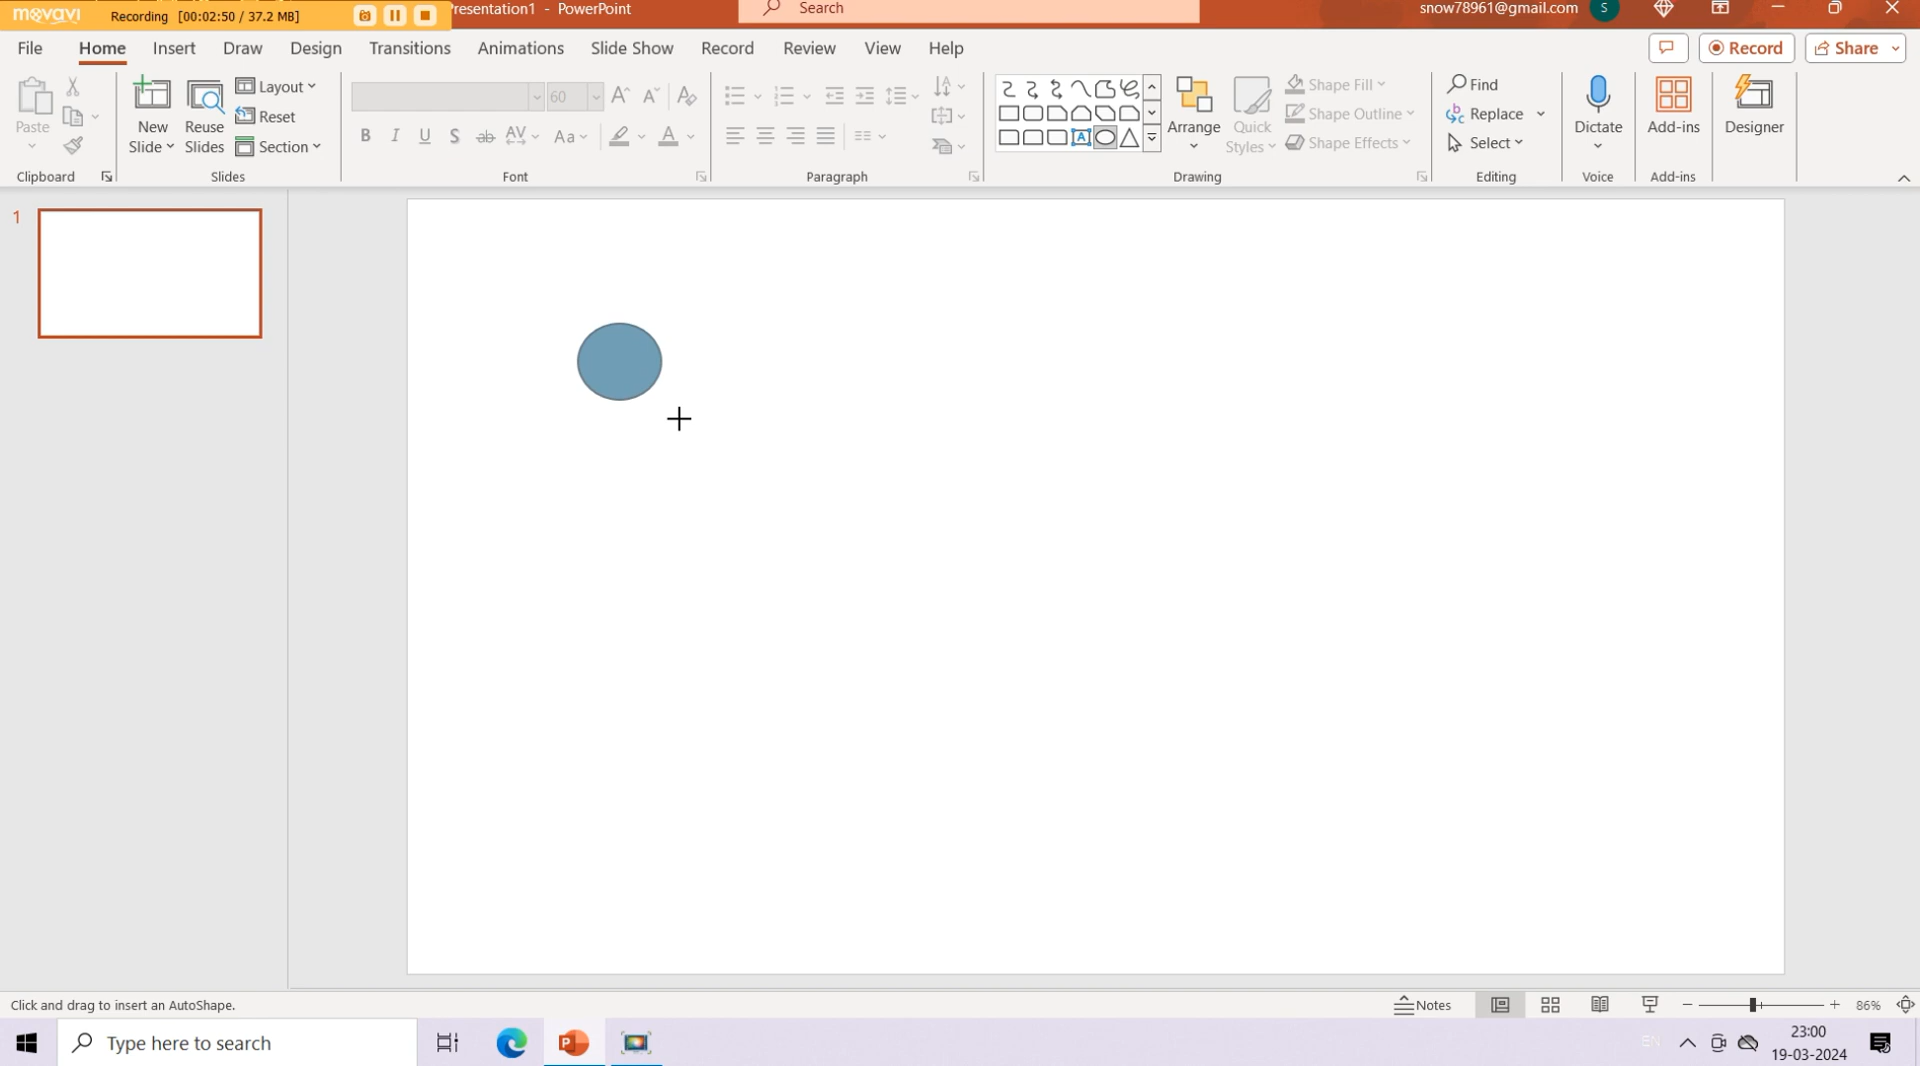 movavi Recording [00:02:50 / 37.2 MB]
resentation1 - PowerPoint
Search
snow78961@gmail.com S
File Home Insert Draw Design Transitions Animations Slide Show Record Review View Help
Record Share
Paste
New Slide
Reuse Slides
Layout
Reset
Section
60
B I U S ab AV Aa A
A
Arrange
Quick Styles
Shape Fill
Shape Outline
Shape Effects
Find
Replace
Select
Dictate
Add-ins
Designer
Clipboard Slides Font Paragraph Drawing Editing Voice Add-ins
1
Click and drag to insert an AutoShape.
Notes
86%
Type here to search
23:00
19-03-2024